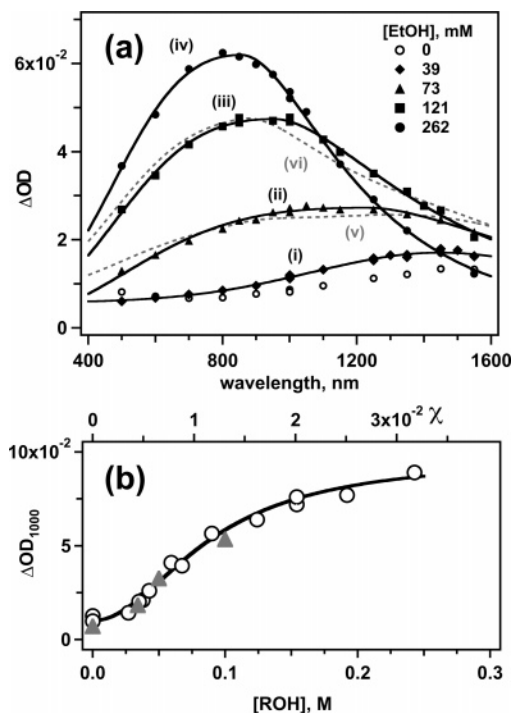 (a)
[EtOH], mM
0
39
73
121
262
(iv)
(iii)
(vi)
(ii)
(v)
(i)
6x10⁻²
4
2
0
ΔOD
400 800 1200 1600
wavelength, nm
0 1 2 3x10⁻² χ
(b)
10x10⁻²
5
0
ΔOD₁₀₀₀
0.0 0.1 0.2 0.3
[ROH], M